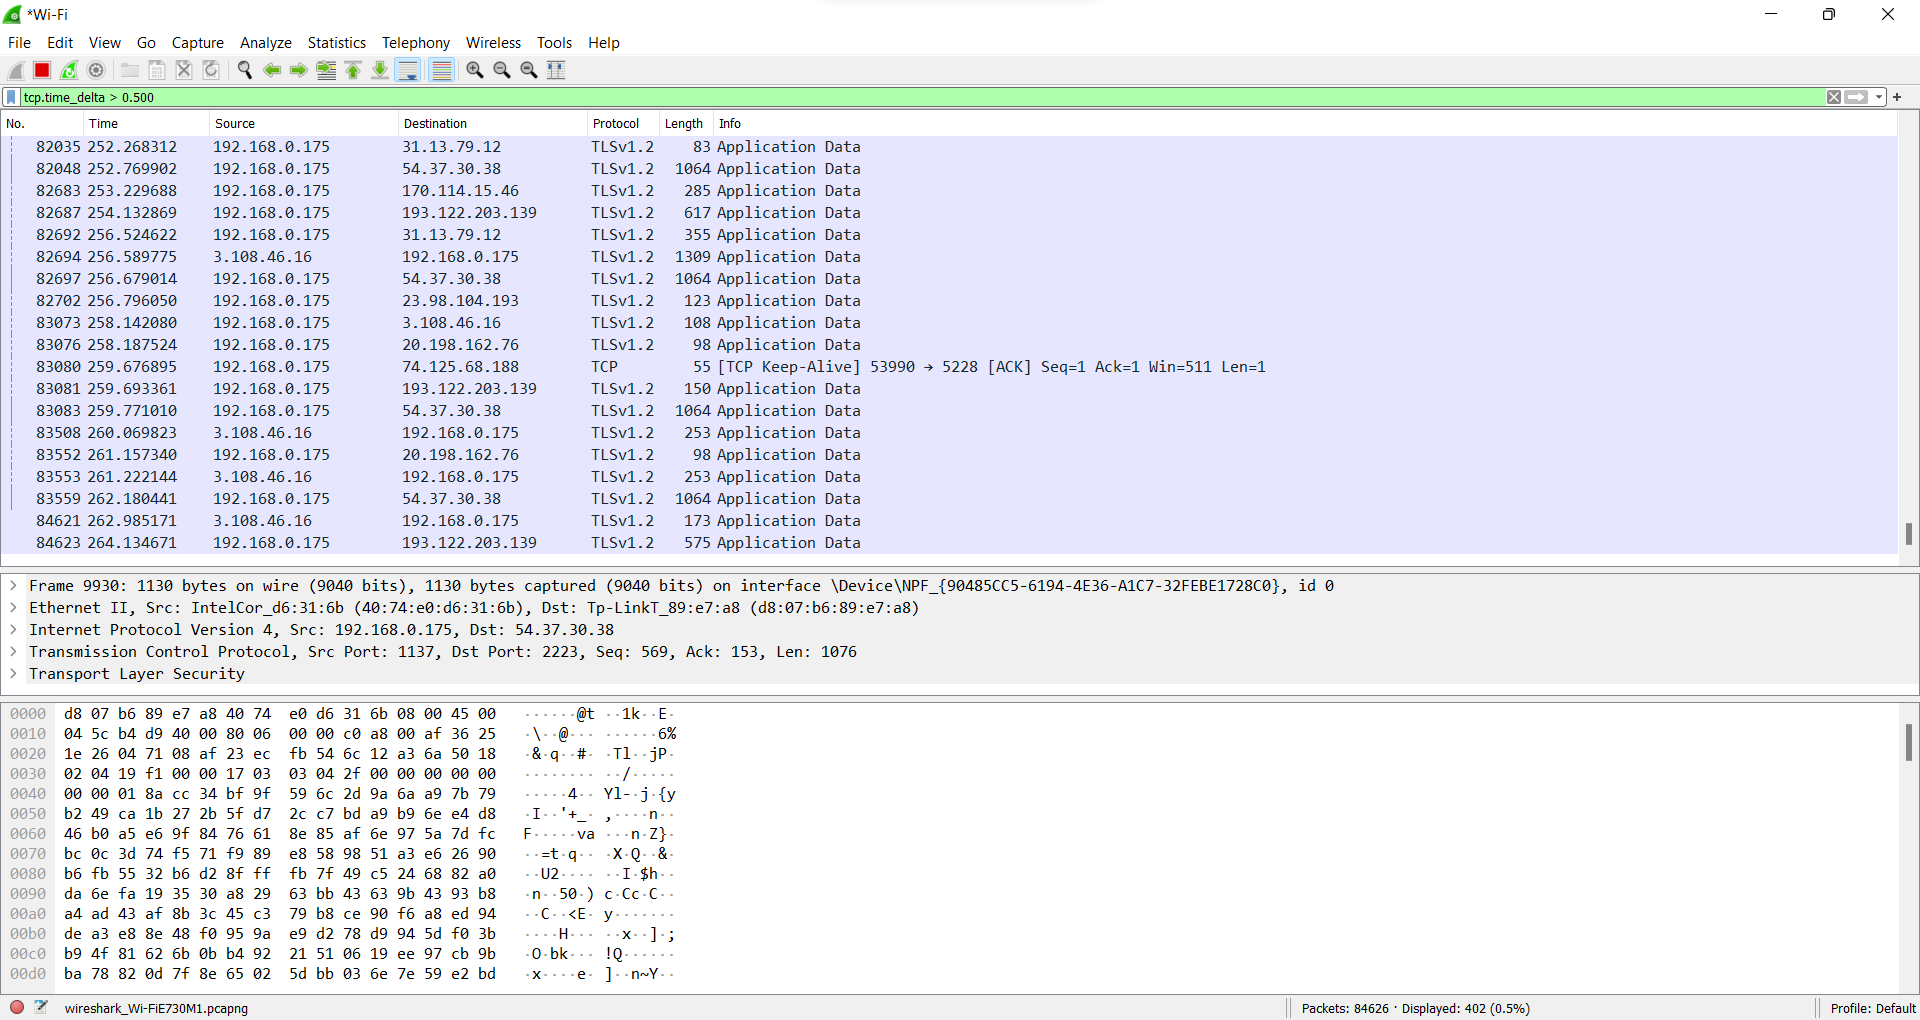 *Wi-Fi
File Edit View Go Capture Analyze Statistics Telephony Wireless Tools Help
tcp.time_delta > 0.500
No. Time Source Destination Protocol Length Info
82035 252.268312 192.168.0.175 31.13.79.12 TLSv1.2 83 Application Data
82048 252.769902 192.168.0.175 54.37.30.38 TLSv1.2 1064 Application Data
82683 253.229688 192.168.0.175 170.114.15.46 TLSv1.2 285 Application Data
82687 254.132869 192.168.0.175 193.122.203.139 TLSv1.2 617 Application Data
82692 256.524622 192.168.0.175 31.13.79.12 TLSv1.2 355 Application Data
82694 256.589775 3.108.46.16 192.168.0.175 TLSv1.2 1309 Application Data
82697 256.679014 192.168.0.175 54.37.30.38 TLSv1.2 1064 Application Data
82702 256.796050 192.168.0.175 23.98.104.193 TLSv1.2 123 Application Data
83073 258.142080 192.168.0.175 3.108.46.16 TLSv1.2 108 Application Data
83076 258.187524 192.168.0.175 20.198.162.76 TLSv1.2 98 Application Data
83080 259.676895 192.168.0.175 74.125.68.188 TCP 55 [TCP Keep-Alive] 53990 → 5228 [ACK] Seq=1 Ack=1 Win=511 Len=1
83081 259.693361 192.168.0.175 193.122.203.139 TLSv1.2 150 Application Data
83083 259.771010 192.168.0.175 54.37.30.38 TLSv1.2 1064 Application Data
83508 260.069823 3.108.46.16 192.168.0.175 TLSv1.2 253 Application Data
83552 261.157340 192.168.0.175 20.198.162.76 TLSv1.2 98 Application Data
83553 261.222144 3.108.46.16 192.168.0.175 TLSv1.2 253 Application Data
83559 262.180441 192.168.0.175 54.37.30.38 TLSv1.2 1064 Application Data
84621 262.985171 3.108.46.16 192.168.0.175 TLSv1.2 173 Application Data
84623 264.134671 192.168.0.175 193.122.203.139 TLSv1.2 575 Application Data
Frame 9930: 1130 bytes on wire (9040 bits), 1130 bytes captured (9040 bits) on interface \Device\NPF_{90485CC5-6194-4E36-A1C7-32FEBE1728C0}, id 0
Ethernet II, Src: IntelCor_d6:31:6b (40:74:e0:d6:31:6b), Dst: Tp-LinkT_89:e7:a8 (d8:07:b6:89:e7:a8)
Internet Protocol Version 4, Src: 192.168.0.175, Dst: 54.37.30.38
Transmission Control Protocol, Src Port: 1137, Dst Port: 2223, Seq: 569, Ack: 153, Len: 1076
Transport Layer Security
0000 d8 07 b6 89 e7 a8 40 74 e0 d6 31 6b 08 00 45 00 ······@t ··1k··E·
0010 04 5c b4 d9 40 00 80 06 00 00 c0 a8 00 af 36 25 ·\··@··· ······6%
0020 1e 26 04 71 08 af 23 ec fb 54 6c 12 a3 6a 50 18 ·&·q··#· ·Tl··jP·
0030 02 04 19 f1 00 00 17 03 03 04 2f 00 00 00 00 00 ········ ··/·····
0040 00 00 01 8a cc 34 bf 9f 59 6c 2d 9a 6a a9 7b 79 ·····4·· Yl-·j·{y
0050 b2 49 ca 1b 27 2b 5f d7 2c c7 bd a9 b9 6e e4 d8 ·I··'+_· ,····n··
0060 46 b0 a5 e6 9f 84 76 61 8e 85 af 6e 97 5a 7d fc F·····va ···n·Z}·
0070 bc 0c 3d 74 f5 71 f9 89 e8 58 98 51 a3 e6 26 90 ··=t·q·· ·X·Q··&·
0080 b6 fb 55 32 b6 d2 8f ff fb 7f 49 c5 24 68 82 a0 ··U2···· ··I·$h··
0090 da 6e fa 19 35 30 a8 29 63 bb 43 63 9b 43 93 b8 ·n··50·) c·Cc·C··
00a0 a4 ad 43 af 8b 3c 45 c3 79 b8 ce 90 f6 a8 ed 94 ··C··<E· y·······
00b0 de a3 e8 8e 48 f0 95 9a e9 d2 78 d9 94 5d f0 3b ····H··· ··x··]·;
00c0 b9 4f 81 62 6b 0b b4 92 21 51 06 19 ee 97 cb 9b ·O·bk··· !Q······
00d0 ba 78 82 0d 7f 8e 65 02 5d bb 03 6e 7e 59 e2 bd ·x····e· ]··n~Y··
wireshark_Wi-FiE730M1.pcapng Packets: 84626 · Displayed: 402 (0.5%) Profile: Default